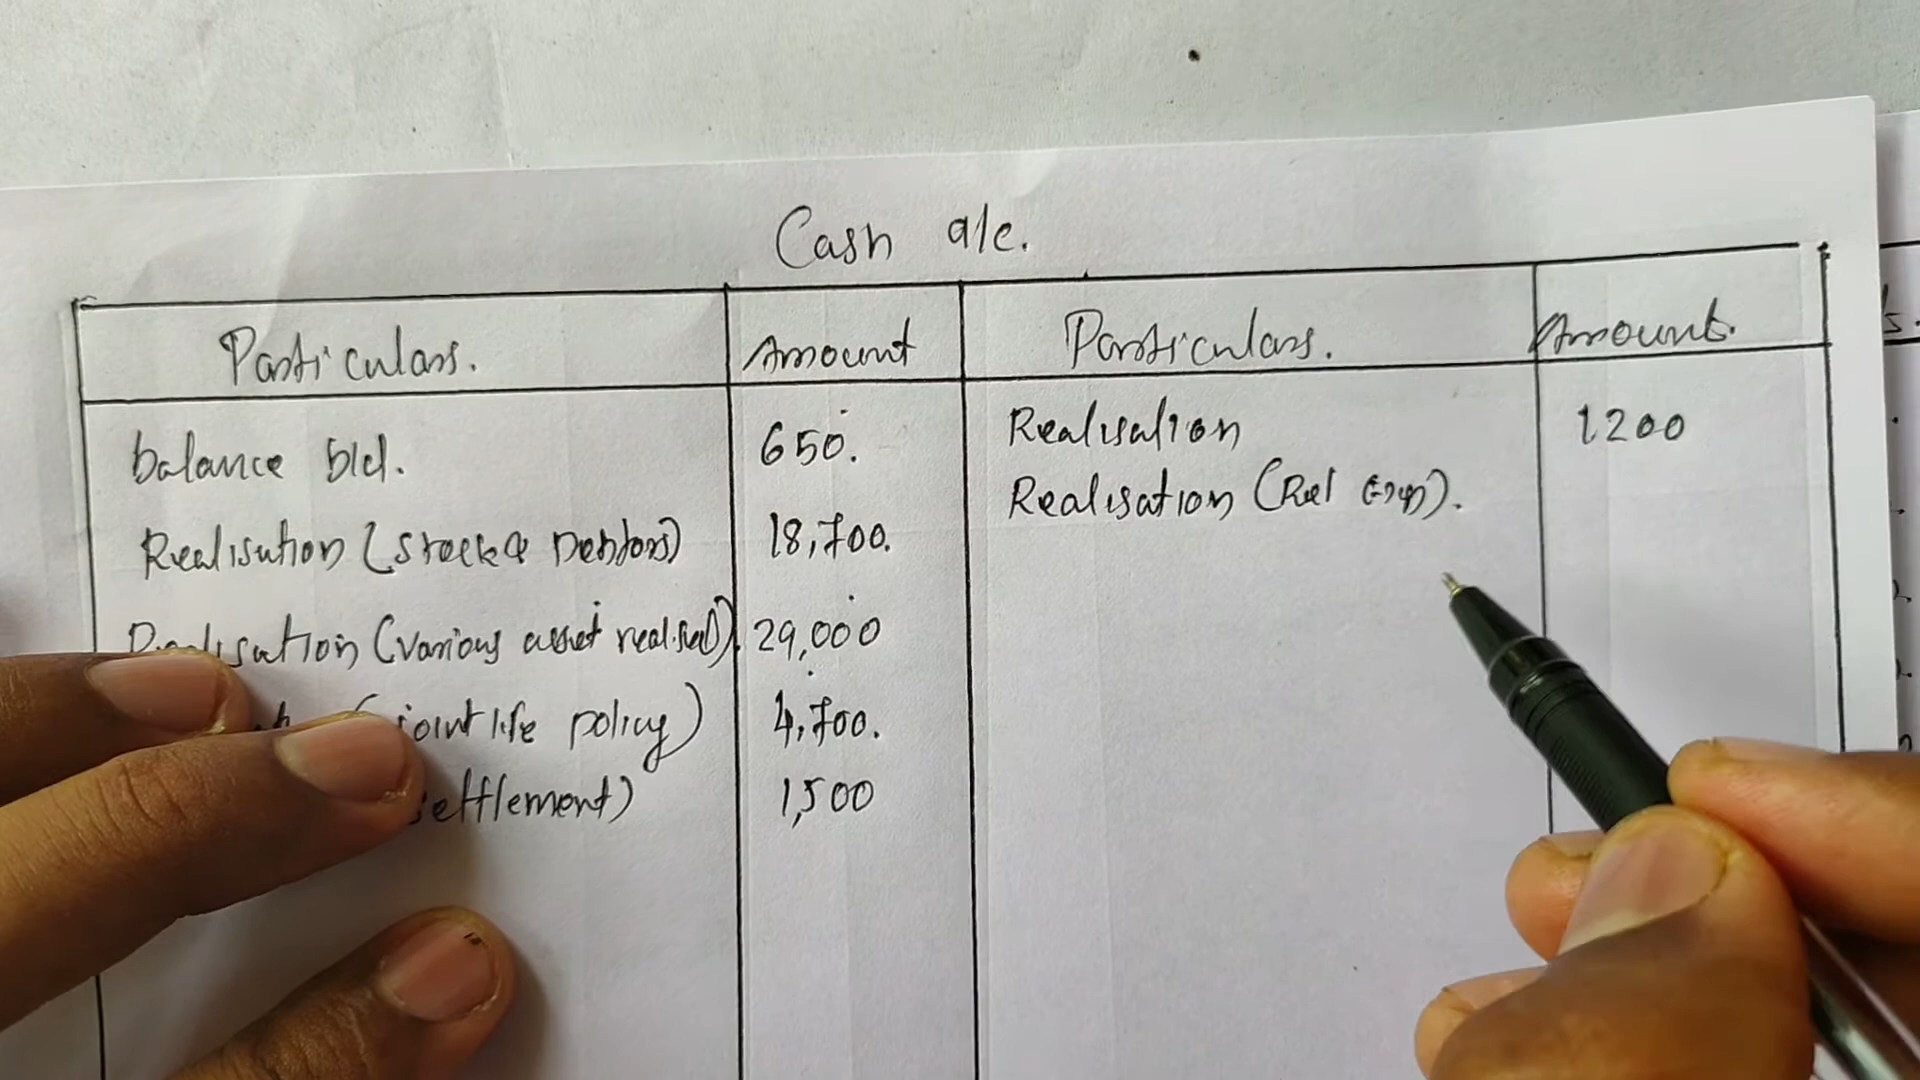 Cash a/c.
Particulars. Amount Particulars. Amount.
balance b/d. 650. Realisation 1200
Realisation (Stock & Debtors) 18,700. Realisation (Rel Exp).
Realisation (various asset realised). 29,000
(joint life policy) 4,700.
settlement) 1,500